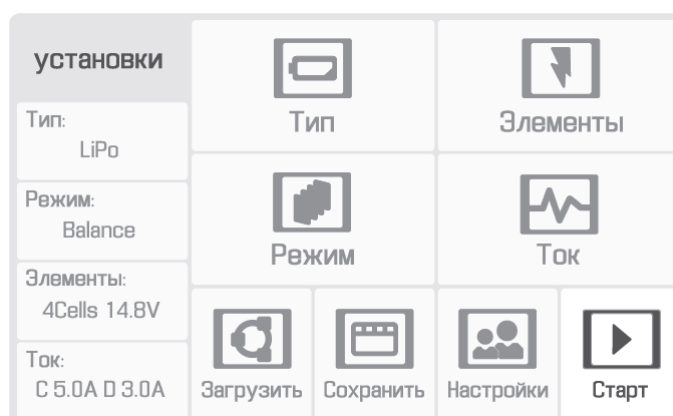 установки
Тип:
LiPo
Режим:
Balance
Элементы:
4Cells 14.8V
Ток:
C 5.0A D 3.0A
Тип
Элементы
Режим
Ток
Загрузить
Сохранить
Настройки
Старт